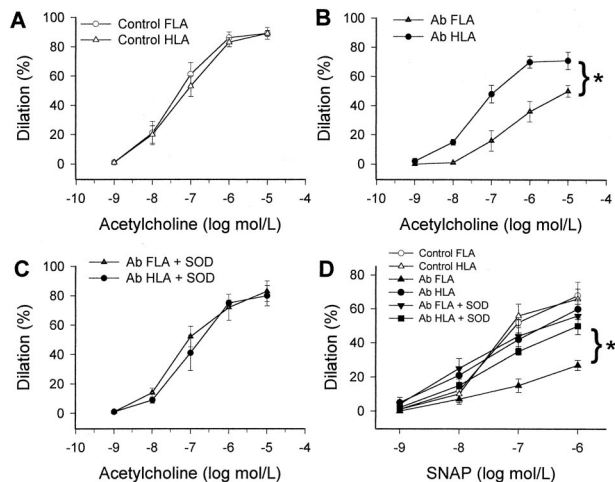 A
Control FLA
Control HLA
Dilation (%)
100
80
60
40
20
0
-10 -9 -8 -7 -6 -5 -4
Acetylcholine (log mol/L)
B
Ab FLA
Ab HLA
Dilation (%)
100
80
60
40
20
0
*
-10 -9 -8 -7 -6 -5 -4
Acetylcholine (log mol/L)
C
Ab FLA + SOD
Ab HLA + SOD
Dilation (%)
100
80
60
40
20
0
-10 -9 -8 -7 -6 -5 -4
Acetylcholine (log mol/L)
D
Control FLA
Control HLA
Ab FLA
Ab HLA
Ab FLA + SOD
Ab HLA + SOD
Dilation (%)
80
60
40
20
0
*
-9 -8 -7 -6
SNAP (log mol/L)